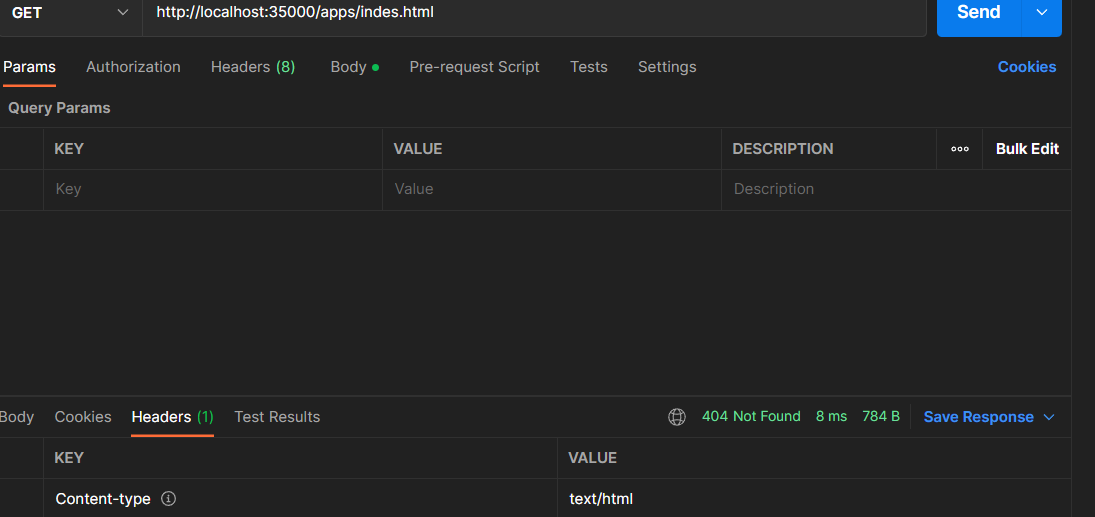 GET http://localhost:35000/apps/indes.html Send
Params Authorization Headers (8) Body Pre-request Script Tests Settings Cookies
Query Params
KEY VALUE DESCRIPTION ooo Bulk Edit
Key Value Description
Body Cookies Headers (1) Test Results 404 Not Found 8 ms 784 B Save Response
KEY VALUE
Content-type text/html